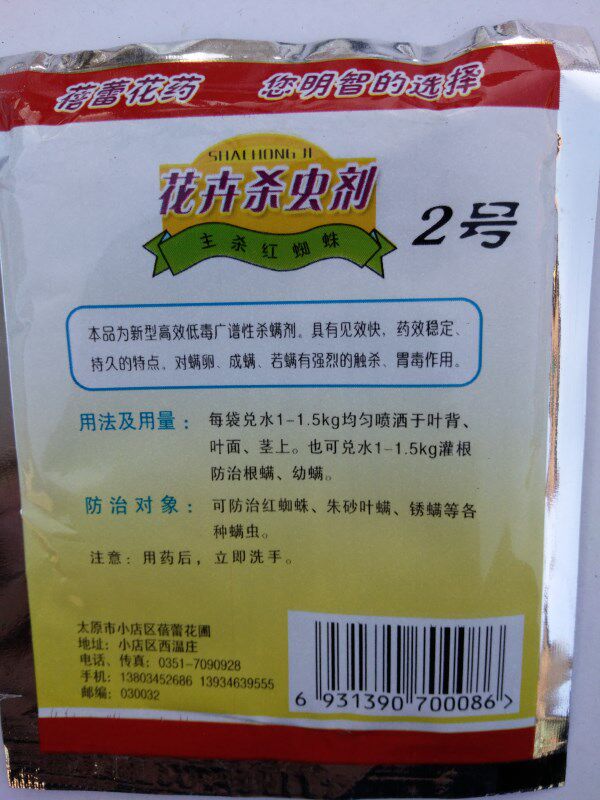 蓓蕾花药 您明智的选择
SHACHONG JI
花卉杀虫剂
主杀红蜘蛛
2号
本品为新型高效低毒广谱性杀螨剂。具有见效快，药效稳定、
持久的特点。对螨卵、成螨、若螨有强烈的触杀、胃毒作用。
用法及用量：每袋兑水1-1.5kg均匀喷洒于叶背、
叶面、茎上。也可兑水1-1.5kg灌根
防治根螨、幼螨。
防治对象：可防治红蜘蛛、朱砂叶螨、锈螨等各
种螨虫。
注意：用药后，立即洗手。
太原市小店区蓓蕾花圃
地址：小店区西温庄
电话、传真：0351-7090928
手机：13803452686 13934639555
邮编：030032
6 931390 700086 >